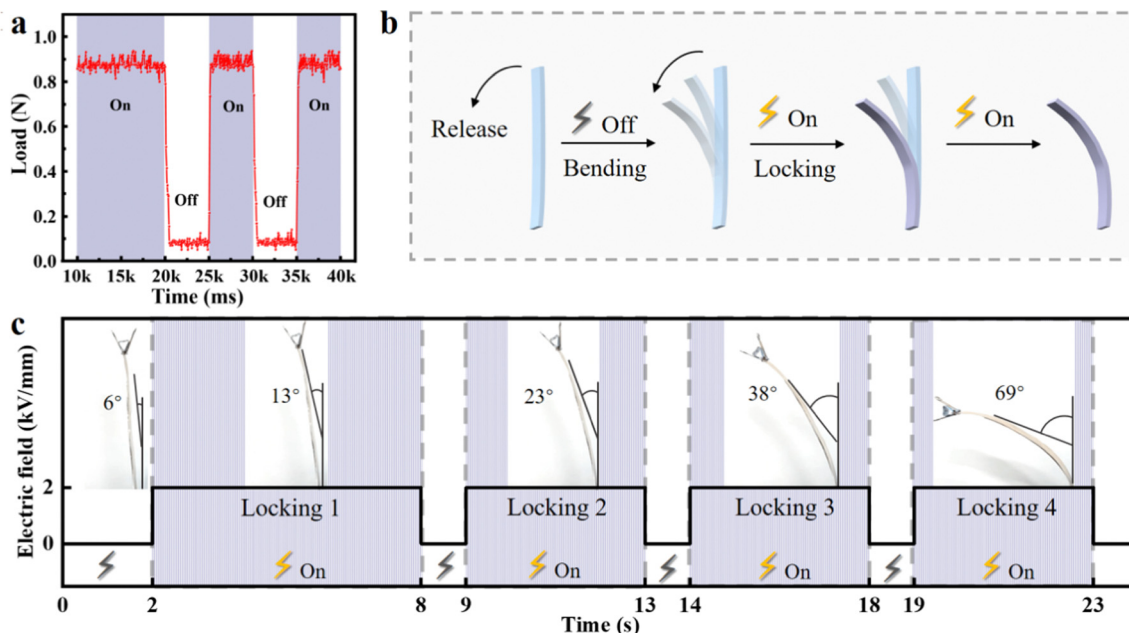 a
1.0
0.8
0.6
0.4
0.2
0.0
Load (N)
On
On
On
Off
Off
10k 15k 20k 25k 30k 35k 40k
Time (ms)
b
Release
Off
Bending
On
Locking
On
c
Electric field (kV/mm)
2
0
6°
13°
23°
38°
69°
Locking 1
Locking 2
Locking 3
Locking 4
On
On
On
On
0 2 8 9 13 14 18 19 23
Time (s)